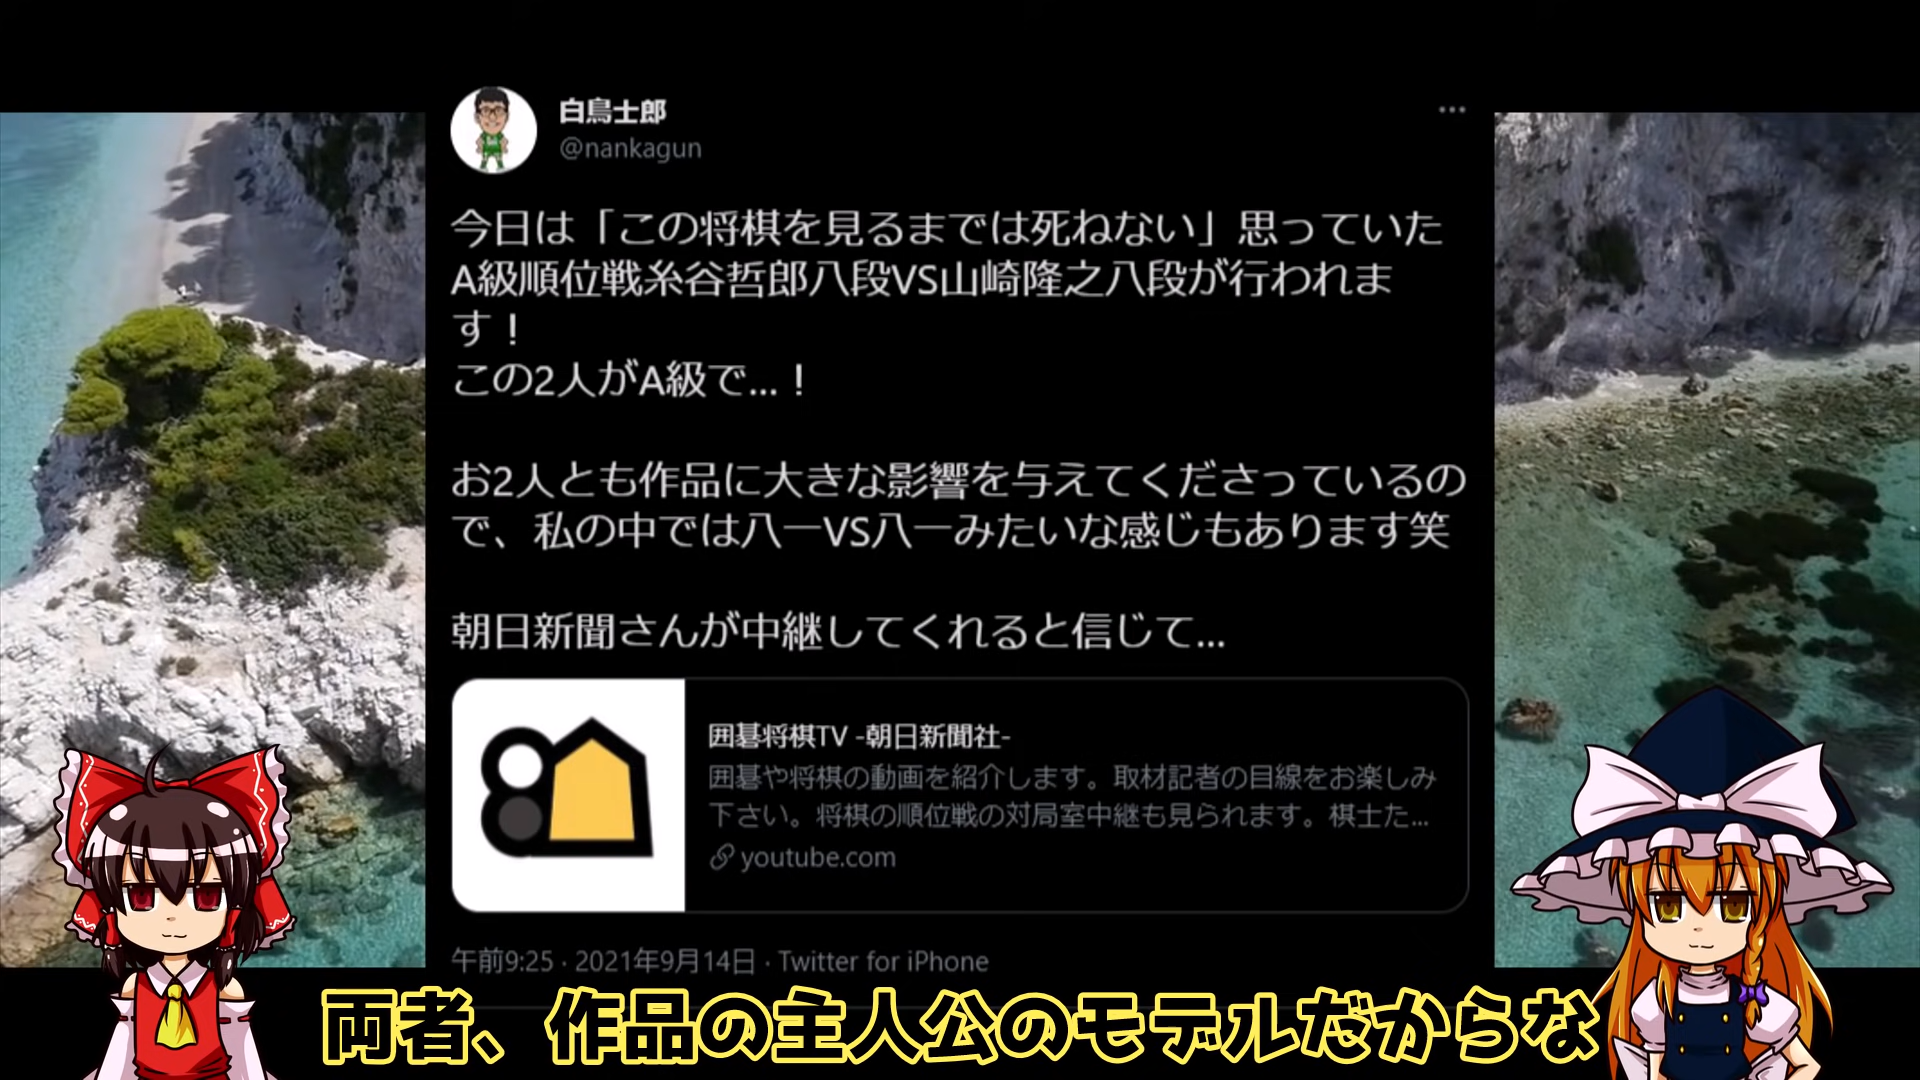 白鳥士郎
@nankagun
今日は「この将棋を見るまでは死ねない」思っていた
A級順位戦糸谷哲郎八段VS山崎隆之八段が行われま
す！
この2人がA級で...！
お2人とも作品に大きな影響を与えてくださっているの
で、私の中では八一VS八一みたいな感じもあります笑
朝日新聞さんが中継してくれると信じて...
囲碁将棋TV -朝日新聞社-
囲碁や将棋の動画を紹介します。取材記者の目線をお楽しみ
下さい。将棋の順位戦の対局室中継も見られます。棋士た...
youtube.com
午前9:25 · 2021年9月14日 · Twitter for iPhone
両者、作品の主人公のモデルだからな